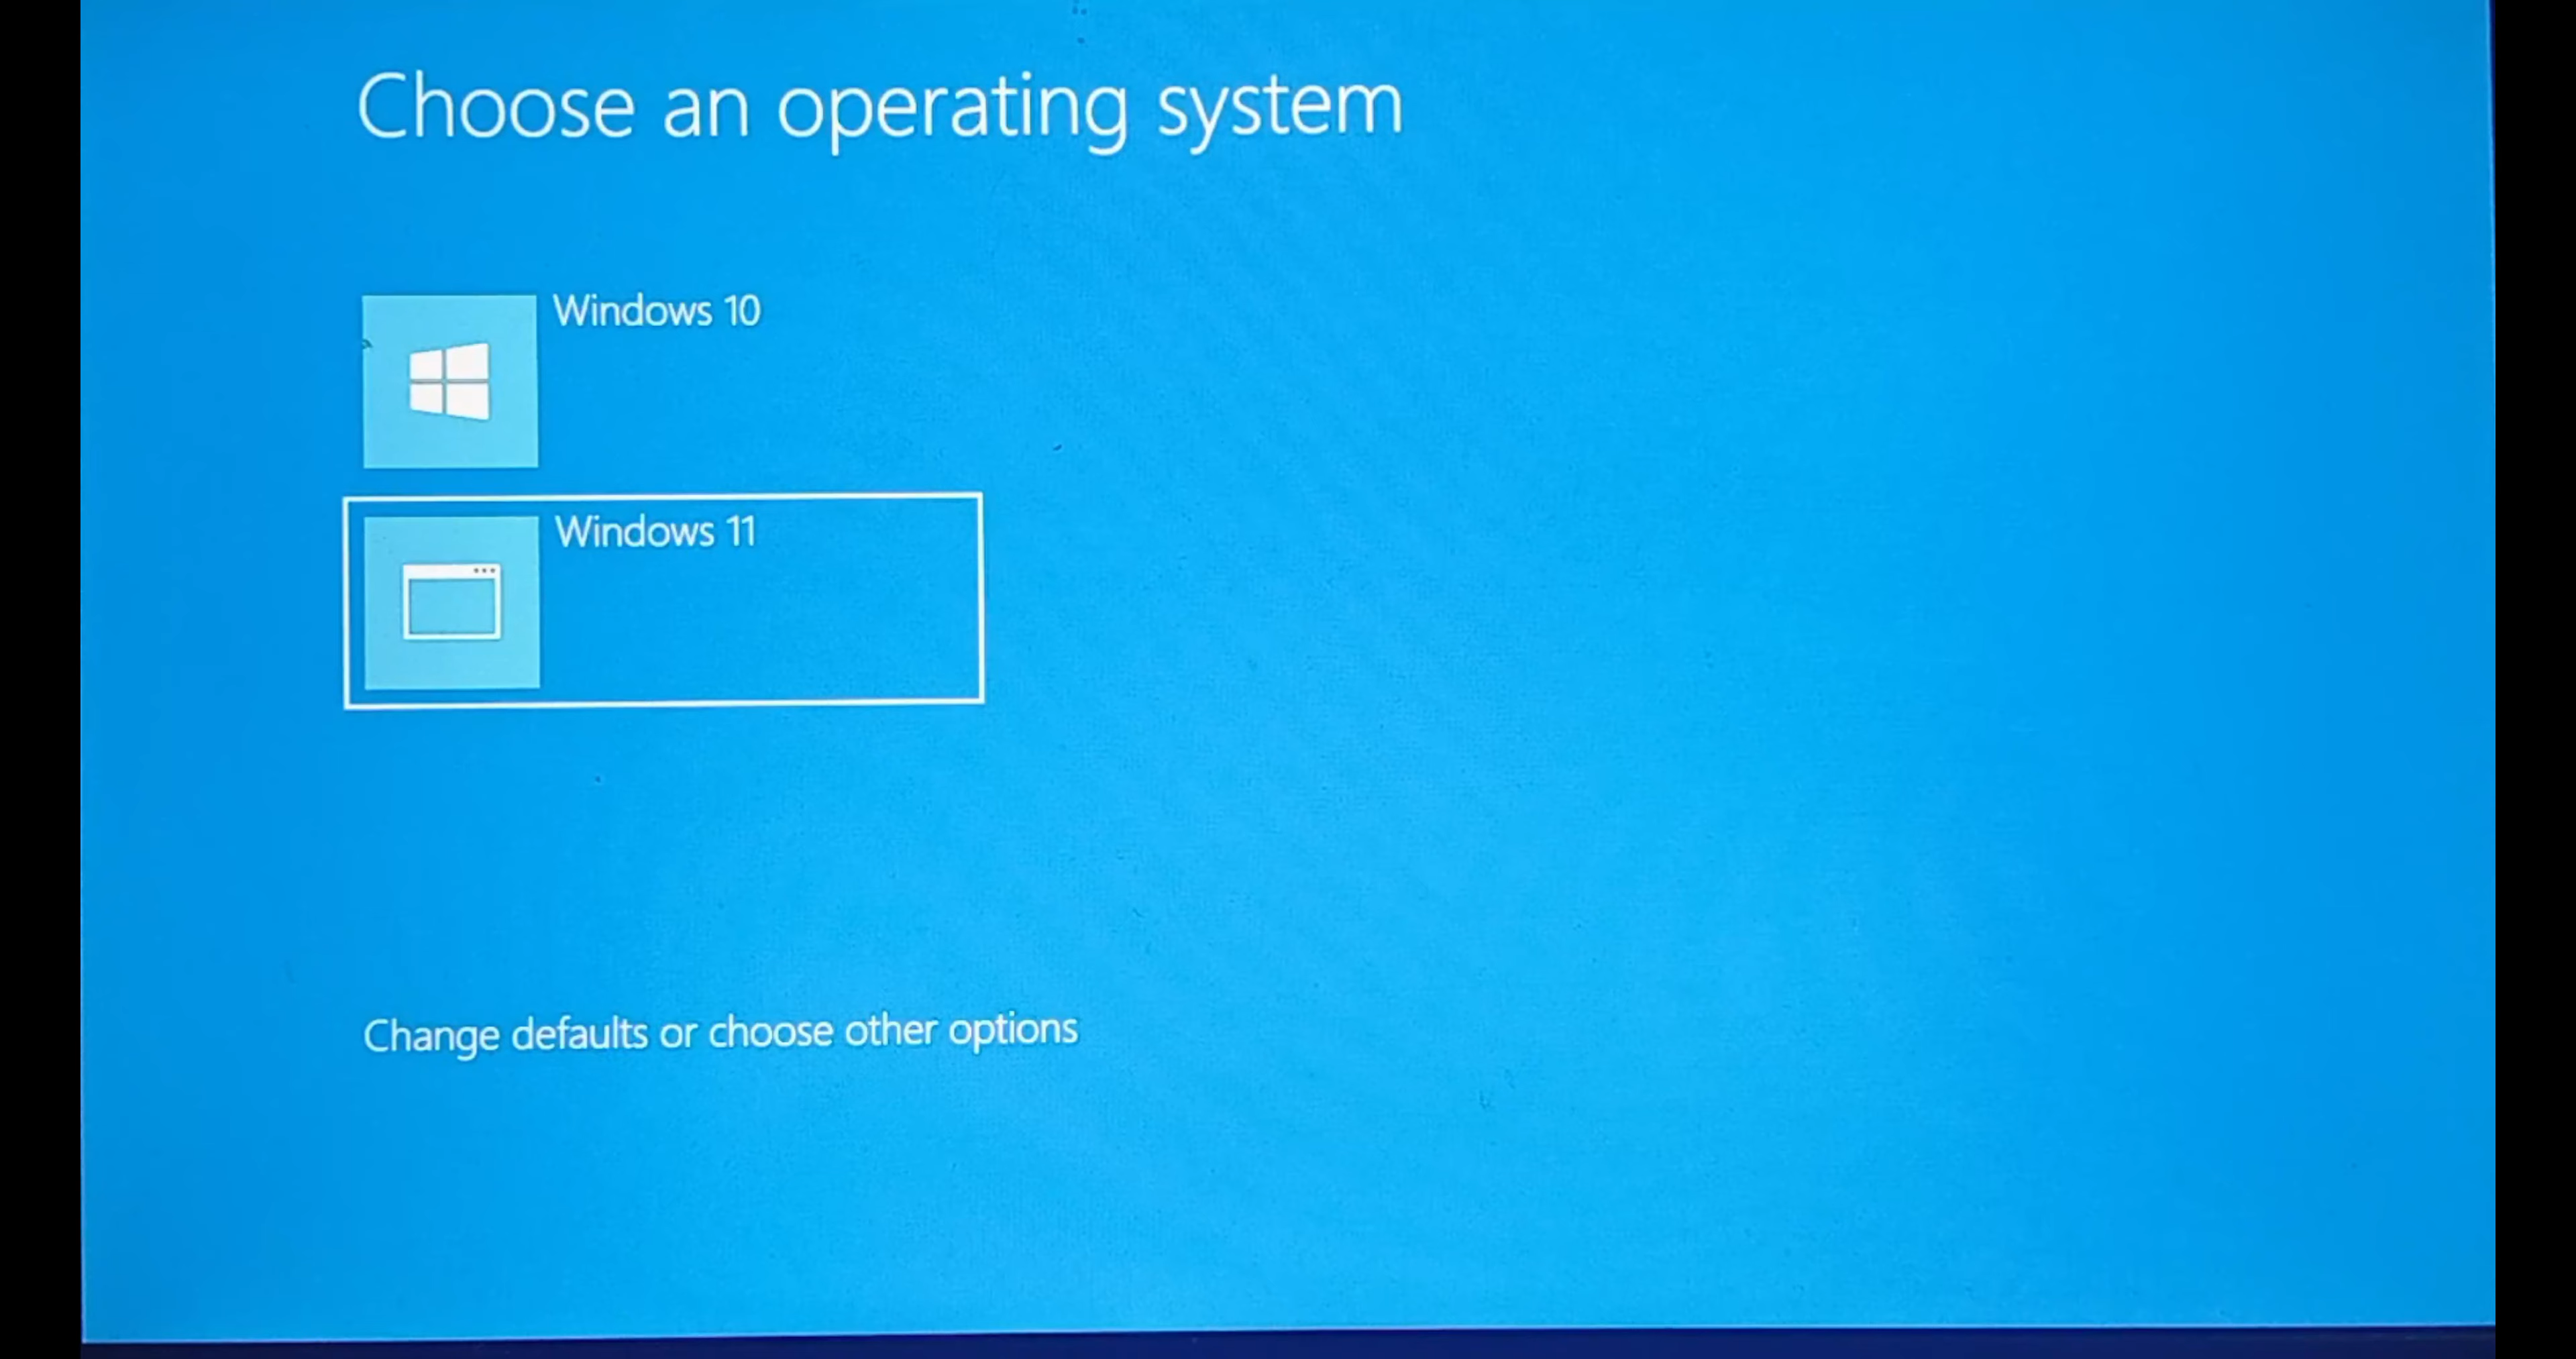 Choose an operating system
Windows 10
Windows 11
Change defaults or choose other options